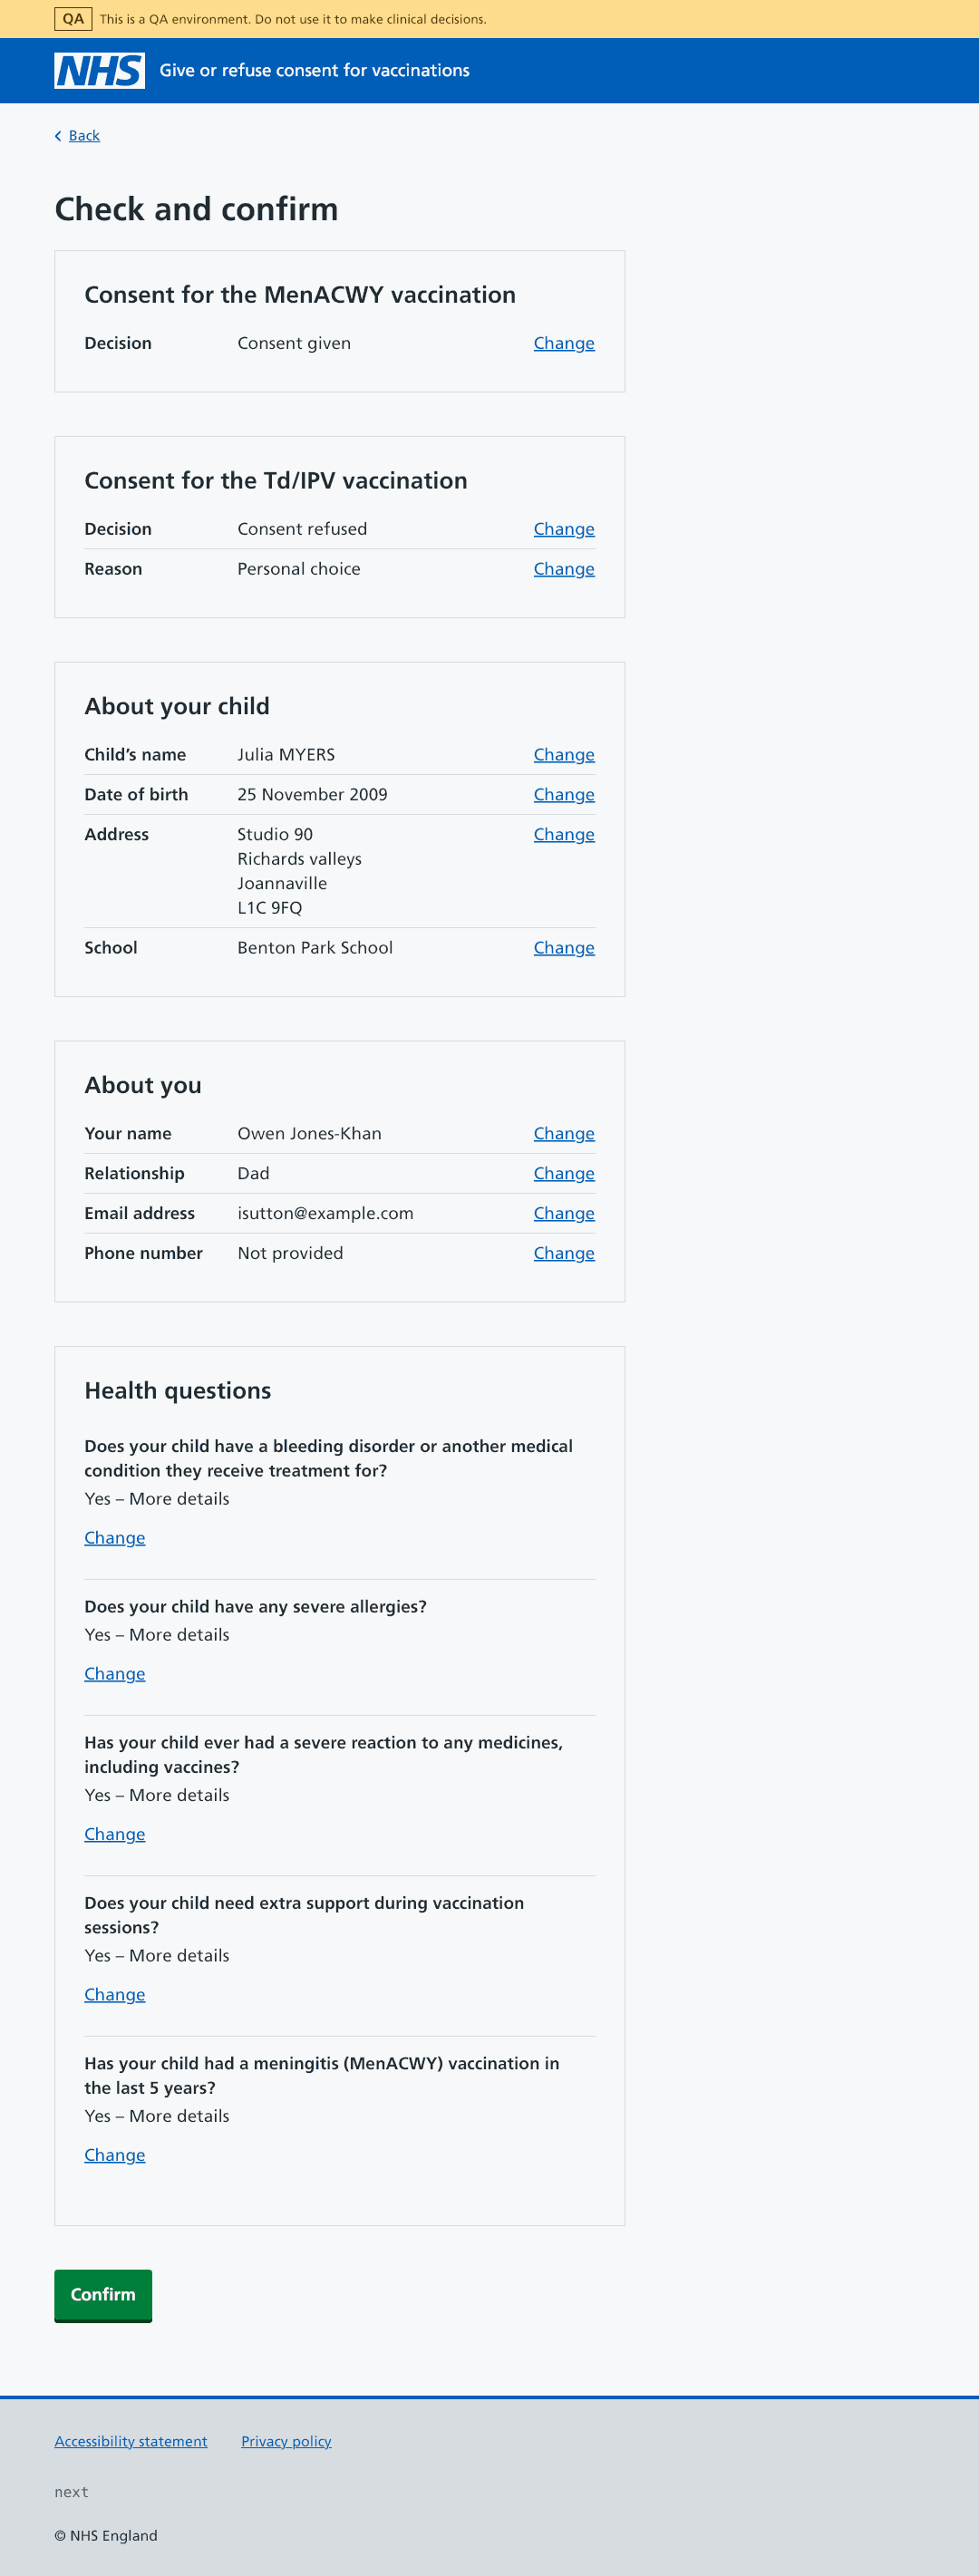 QA This is a QA environment. Do not use it to make clinical decisions.
NHS Give or refuse consent for vaccinations
Back
Check and confirm
Consent for the MenACWY vaccination
Decision Consent given Change
Consent for the Td/IPV vaccination
Decision Consent refused Change
Reason Personal choice Change
About your child
Child’s name Julia MYERS Change
Date of birth 25 November 2009 Change
Address Studio 90 Change
Richards valleys
Joannaville
L1C 9FQ
School Benton Park School Change
About you
Your name Owen Jones-Khan Change
Relationship Dad Change
Email address isutton@example.com Change
Phone number Not provided Change
Health questions
Does your child have a bleeding disorder or another medical
condition they receive treatment for?
Yes – More details
Change
Does your child have any severe allergies?
Yes – More details
Change
Has your child ever had a severe reaction to any medicines,
including vaccines?
Yes – More details
Change
Does your child need extra support during vaccination
sessions?
Yes – More details
Change
Has your child had a meningitis (MenACWY) vaccination in
the last 5 years?
Yes – More details
Change
Confirm
Accessibility statement Privacy policy
next
© NHS England